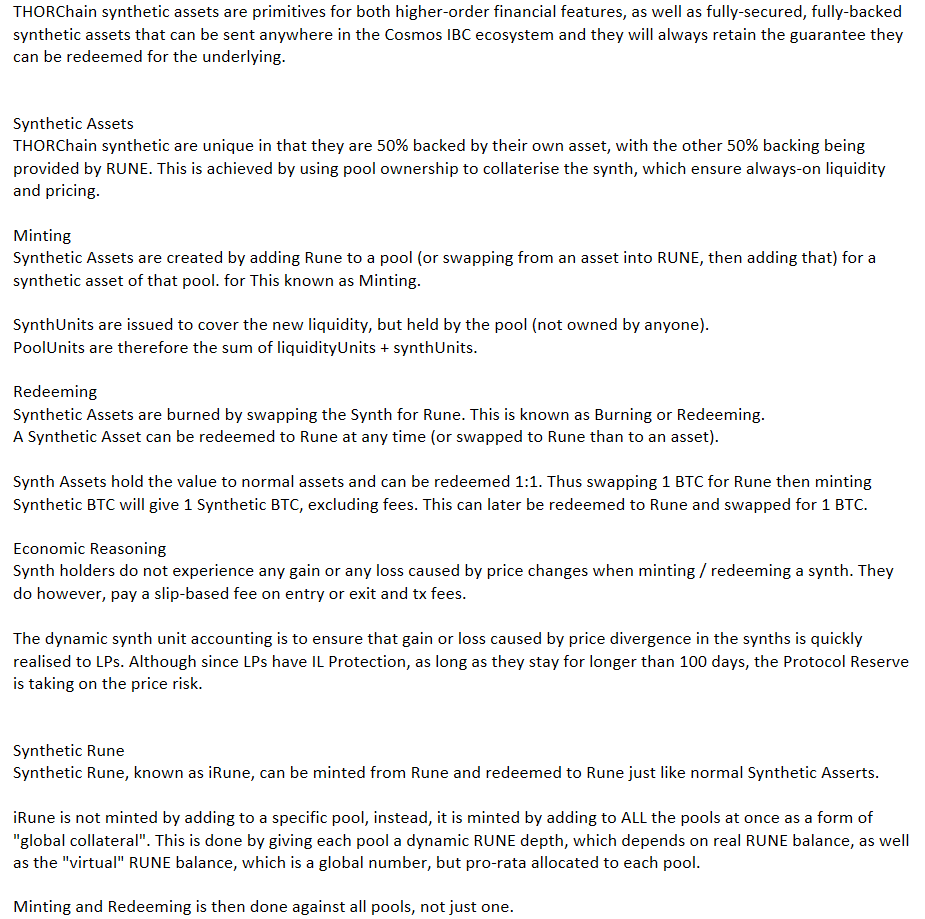 THORChain synthetic assets are primitives for both higher-order financial features, as well as fully-secured, fully-backed
synthetic assets that can be sent anywhere in the Cosmos IBC ecosystem and they will always retain the guarantee they
can be redeemed for the underlying.
Synthetic Assets
THORChain synthetic are unique in that they are 50% backed by their own asset, with the other 50% backing being
provided by RUNE. This is achieved by using pool ownership to collaterise the synth, which ensure always-on liquidity
and pricing.
Minting
Synthetic Assets are created by adding Rune to a pool (or swapping from an asset into RUNE, then adding that) for a
synthetic asset of that pool. for This known as Minting.
SynthUnits are issued to cover the new liquidity, but held by the pool (not owned by anyone).
PoolUnits are therefore the sum of liquidityUnits + synthUnits.
Redeeming
Synthetic Assets are burned by swapping the Synth for Rune. This is known as Burning or Redeeming.
A Synthetic Asset can be redeemed to Rune at any time (or swapped to Rune than to an asset).
Synth Assets hold the value to normal assets and can be redeemed 1:1. Thus swapping 1 BTC for Rune then minting
Synthetic BTC will give 1 Synthetic BTC, excluding fees. This can later be redeemed to Rune and swapped for 1 BTC.
Economic Reasoning
Synth holders do not experience any gain or any loss caused by price changes when minting / redeeming a synth. They
do however, pay a slip-based fee on entry or exit and tx fees.
The dynamic synth unit accounting is to ensure that gain or loss caused by price divergence in the synths is quickly
realised to LPs. Although since LPs have IL Protection, as long as they stay for longer than 100 days, the Protocol Reserve
is taking on the price risk.
Synthetic Rune
Synthetic Rune, known as iRune, can be minted from Rune and redeemed to Rune just like normal Synthetic Asserts.
iRune is not minted by adding to a specific pool, instead, it is minted by adding to ALL the pools at once as a form of
"global collateral". This is done by giving each pool a dynamic RUNE depth, which depends on real RUNE balance, as well
as the "virtual" RUNE balance, which is a global number, but pro-rata allocated to each pool.
Minting and Redeeming is then done against all pools, not just one.